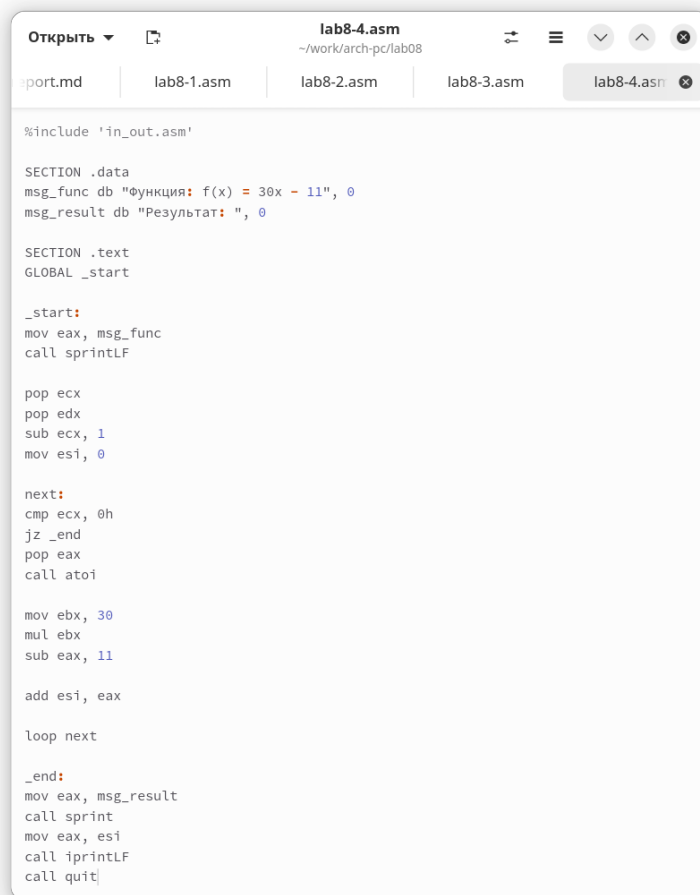 Открыть
lab8-4.asm
~/work/arch-pc/lab08
port.md
lab8-1.asm
lab8-2.asm
lab8-3.asm
lab8-4.asm
%include 'in_out.asm'

SECTION .data
msg_func db "Функция: f(x) = 30x - 11", 0
msg_result db "Результат: ", 0

SECTION .text
GLOBAL _start

_start:
mov eax, msg_func
call sprintLF

pop ecx
pop edx
sub ecx, 1
mov esi, 0

next:
cmp ecx, 0h
jz _end
pop eax
call atoi

mov ebx, 30
mul ebx
sub eax, 11

add esi, eax

loop next

_end:
mov eax, msg_result
call sprint
mov eax, esi
call iprintLF
call quit